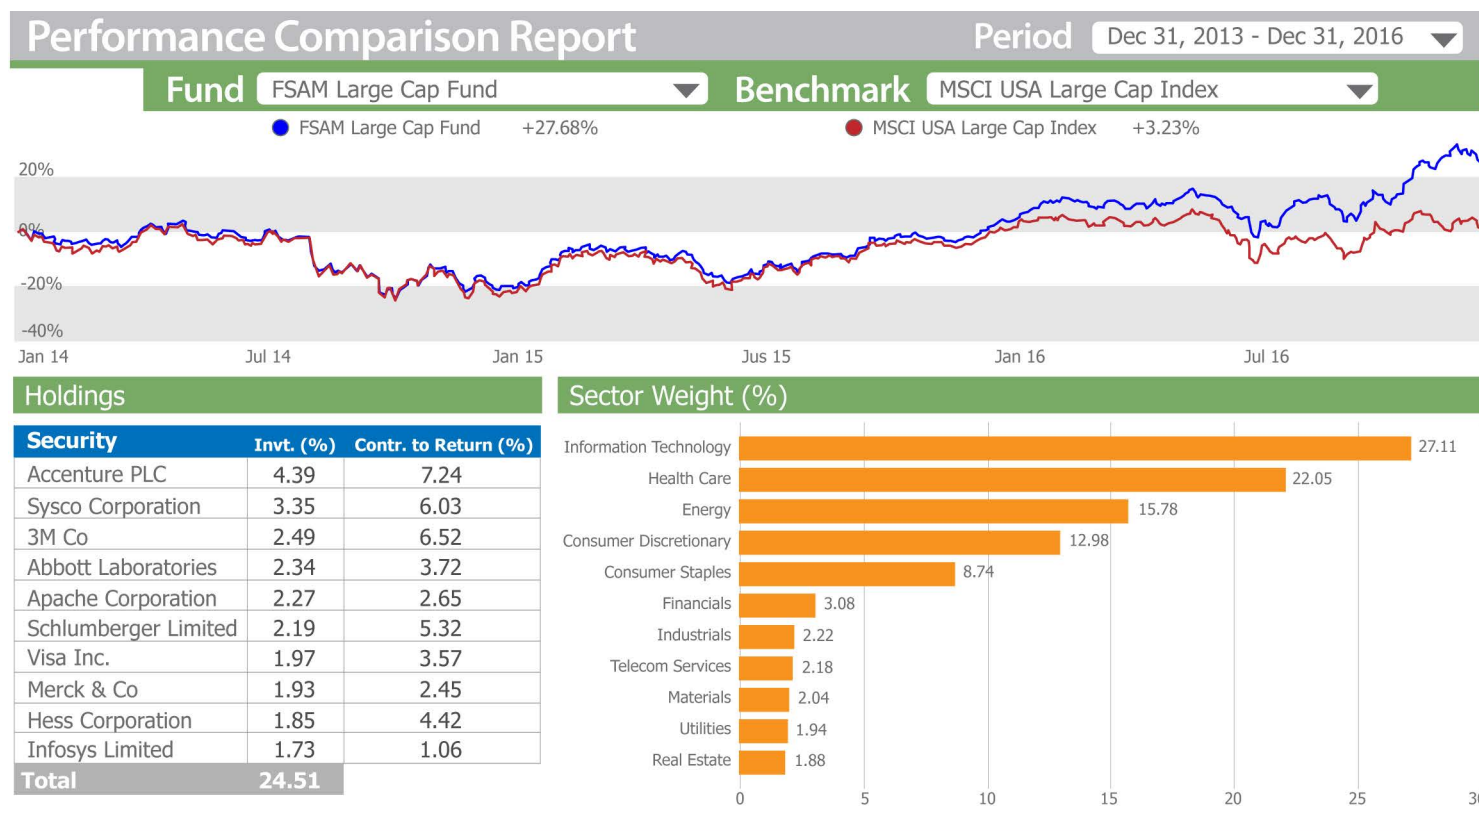 Performance Comparison Report Period Dec 31, 2013 - Dec 31, 2016
Fund FSAM Large Cap Fund Benchmark MSCI USA Large Cap Index
FSAM Large Cap Fund +27.68% MSCI USA Large Cap Index +3.23%
20%
0%
-20%
-40%
Jan 14 Jul 14 Jan 15 Jus 15 Jan 16 Jul 16
Holdings
Security Invt. (%) Contr. to Return (%)
Accenture PLC 4.39 7.24
Sysco Corporation 3.35 6.03
3M Co 2.49 6.52
Abbott Laboratories 2.34 3.72
Apache Corporation 2.27 2.65
Schlumberger Limited 2.19 5.32
Visa Inc. 1.97 3.57
Merck & Co 1.93 2.45
Hess Corporation 1.85 4.42
Infosys Limited 1.73 1.06
Total 24.51
Sector Weight (%)
Information Technology 27.11
Health Care 22.05
Energy 15.78
Consumer Discretionary 12.98
Consumer Staples 8.74
Financials 3.08
Industrials 2.22
Telecom Services 2.18
Materials 2.04
Utilities 1.94
Real Estate 1.88
0 5 10 15 20 25